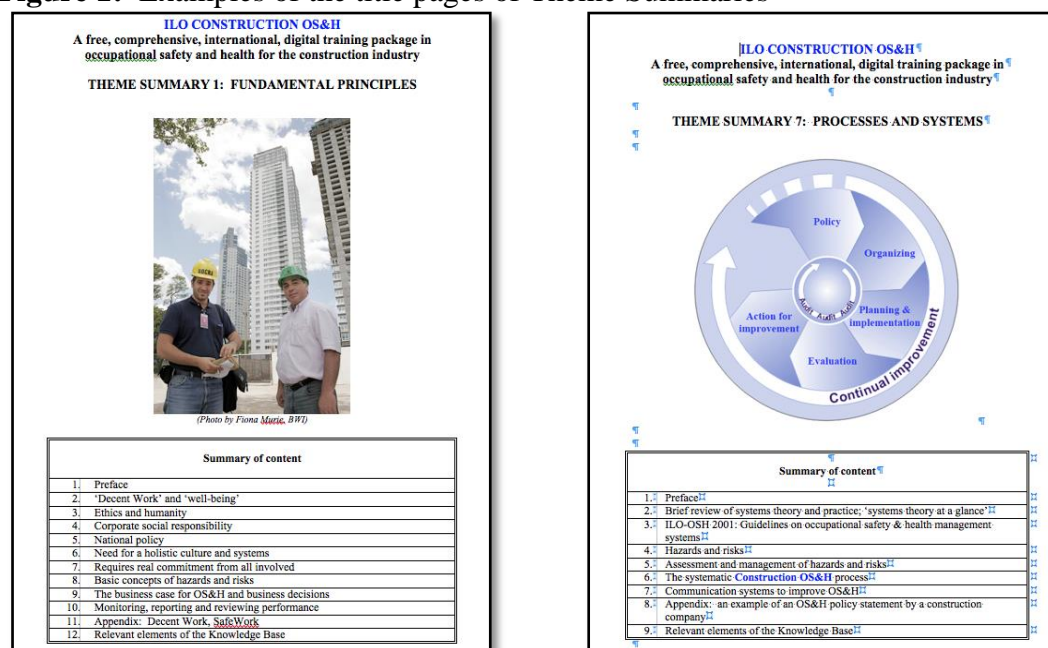 Figure 2: Examples of the title pages of Theme Summaries
ILO CONSTRUCTION OS&H
A free, comprehensive, international, digital training package in
occupational safety and health for the construction industry
THEME SUMMARY 1: FUNDAMENTAL PRINCIPLES
SOCRE
(Photo by Fiona Murie, BWI)
Summary of content
1. Preface
2. ‘Decent Work’ and ‘well-being’
3. Ethics and humanity
4. Corporate social responsibility
5. National policy
6. Need for a holistic culture and systems
7. Requires real commitment from all involved
8. Basic concepts of hazards and risks
9. The business case for OS&H and business decisions
10. Monitoring, reporting and reviewing performance
11. Appendix: Decent Work, SafeWork
12. Relevant elements of the Knowledge Base
ILO CONSTRUCTION OS&H¶
A free, comprehensive, international, digital training package in¶
occupational safety and health for the construction industry¶
¶
¶
THEME SUMMARY 7: PROCESSES AND SYSTEMS¶
¶
¶
Policy
Organizing
Planning &
implementation
Evaluation
Action for
improvement
Audit Audit Audit
Continual improvement
¶
¶
¶
¶
Summary of content¶
¤
1. Preface¤
2. Brief review of systems theory and practice; ‘systems theory at a glance’¤
3. ILO-OSH 2001: Guidelines on occupational safety & health management
systems¤
4. Hazards and risks¤
5. Assessment and management of hazards and risks¤
6. The systematic Construction OS&H process¤
7. Communication systems to improve OS&H¤
8. Appendix: an example of an OS&H policy statement by a construction
company¤
9. Relevant elements of the Knowledge Base¤
¶